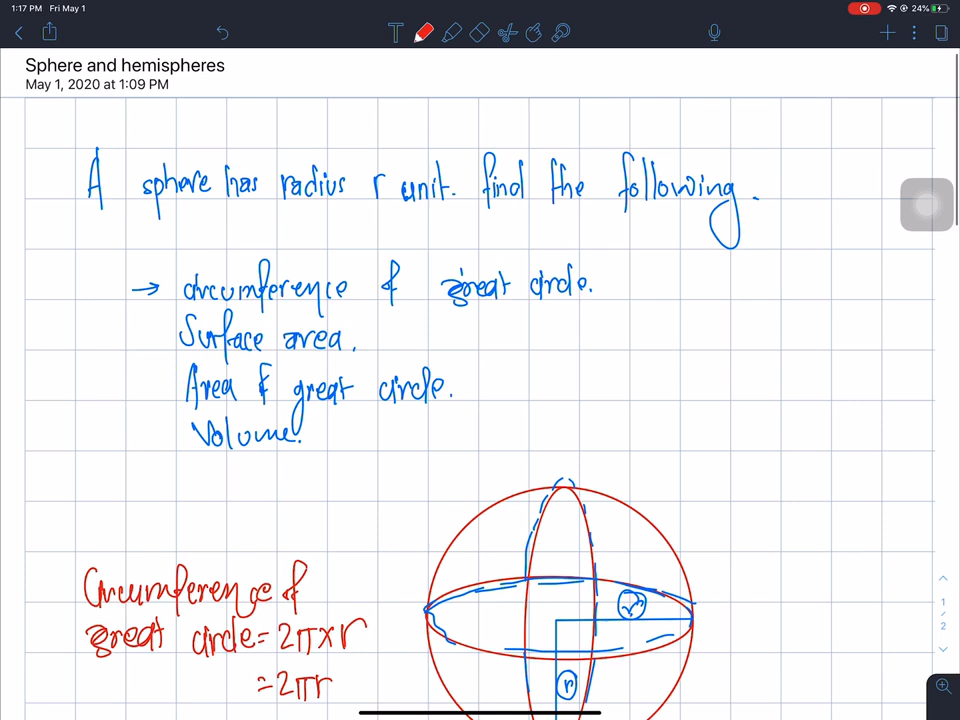 1:17 PM Fri May 1
24%
Sphere and hemispheres
May 1, 2020 at 1:09 PM
A sphere has radius r unit. find the following.
→ circumference of great circle.
Surface area.
Area of great circle.
Volume.
Circumference of
great circle = 2π×r
= 2πr
r
r
1
/
2